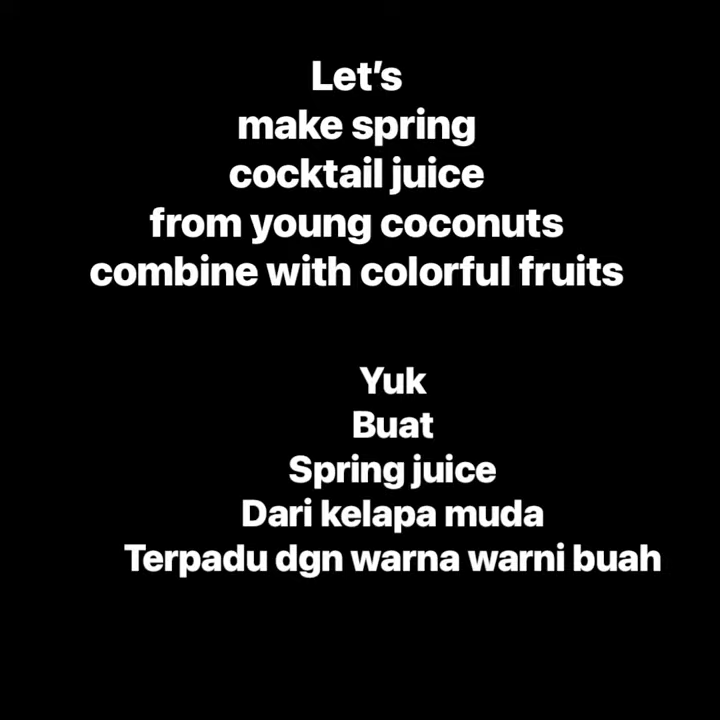 Let’s
make spring
cocktail juice
from young coconuts
combine with colorful fruits
Yuk
Buat
Spring juice
Dari kelapa muda
Terpadu dgn warna warni buah